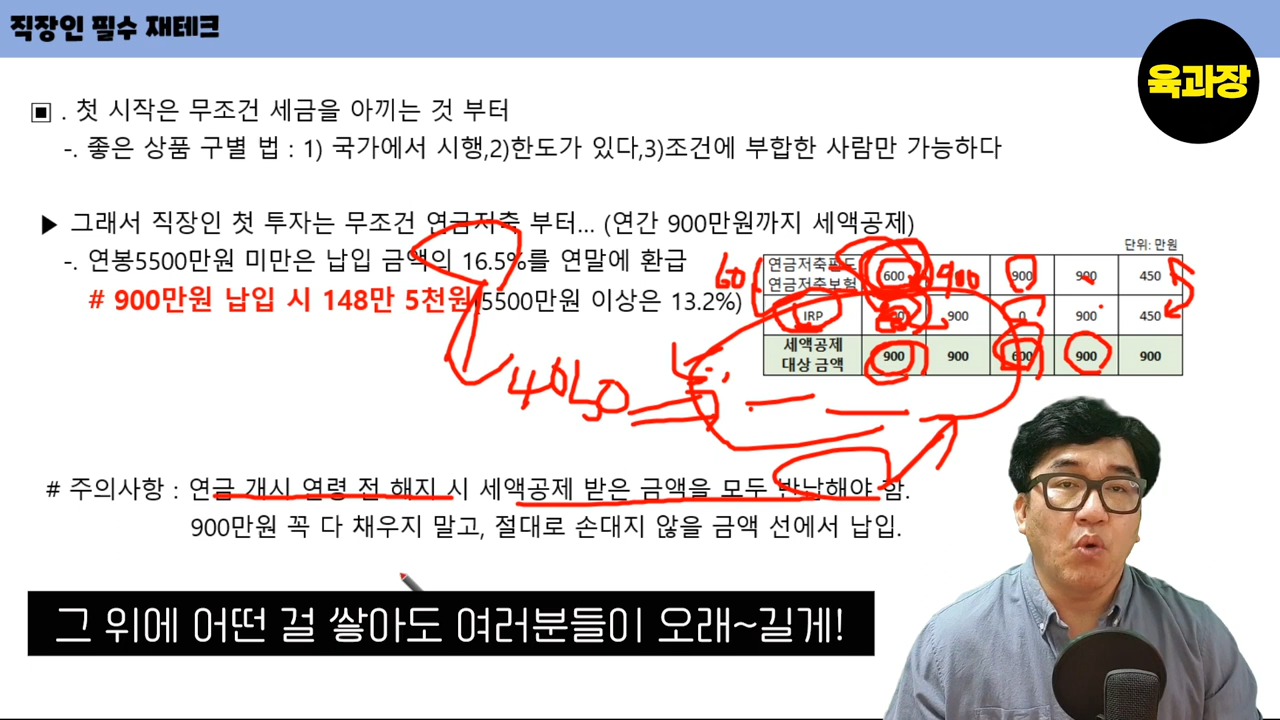 직장인 필수 재테크
육과장
▣ . 첫 시작은 무조건 세금을 아끼는 것 부터
-. 좋은 상품 구별 법 : 1) 국가에서 시행,2)한도가 있다,3)조건에 부합한 사람만 가능하다
▶ 그래서 직장인 첫 투자는 무조건 연금저축 부터... (연간 900만원까지 세액공제)
단위: 만원
-. 연봉5500만원 미만은 납입 금액의 16.5%를 연말에 환급
# 900만원 납입 시 148만 5천원(5500만원 이상은 13.2%)
연금저축펀드
연금저축보험 600 900 900 450
IRP 900 0 900 450
세액공제
대상 금액 900 900 600 900 900
60
900
4050
# 주의사항 : 연금 개시 연령 전 해지 시 세액공제 받은 금액을 모두 반납해야 함.
900만원 꼭 다 채우지 말고, 절대로 손대지 않을 금액 선에서 납입.
그 위에 어떤 걸 쌓아도 여러분들이 오래~길게!